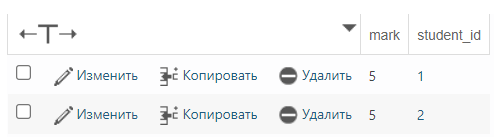 ←T→ mark student_id
Изменить Копировать Удалить 5 1
Изменить Копировать Удалить 5 2